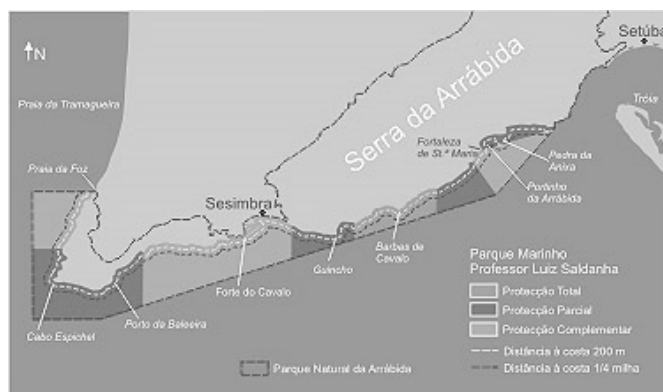 N
Setúba
Praia da Tramagueira
Tróia
Serra da Arrábida
Fortaleza
de St.ª Maria
Pedra da
Anixa
Praia da Foz
Portinho
da Arrábida
Sesimbra
Barbas de
Cavalo
Guincho
Forte do Cavalo
Porto da Baleeira
Cabo Espichel
Parque Marinho
Professor Luiz Saldanha
Protecção Total
Protecção Parcial
Protecção Complementar
Distância à costa 200 m
Distância à costa 1/4 milha
Parque Natural da Arrábida